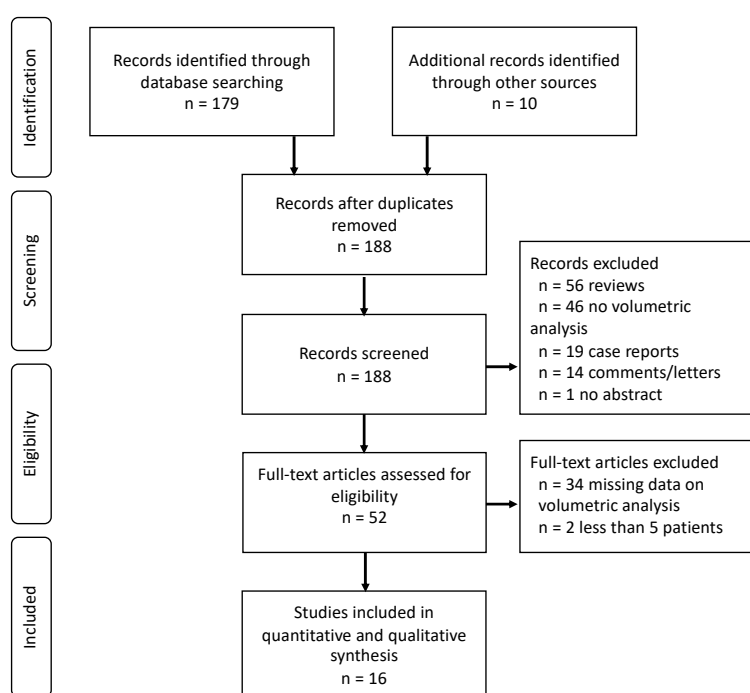 Identification
Records identified through
database searching
n = 179
Additional records identified
through other sources
n = 10
Screening
Records after duplicates
removed
n = 188
Records screened
n = 188
Records excluded
n = 56 reviews
n = 46 no volumetric
analysis
n = 19 case reports
n = 14 comments/letters
n = 1 no abstract
Eligibility
Full-text articles assessed for
eligibility
n = 52
Full-text articles excluded
n = 34 missing data on
volumetric analysis
n = 2 less than 5 patients
Included
Studies included in
quantitative and qualitative
synthesis
n = 16